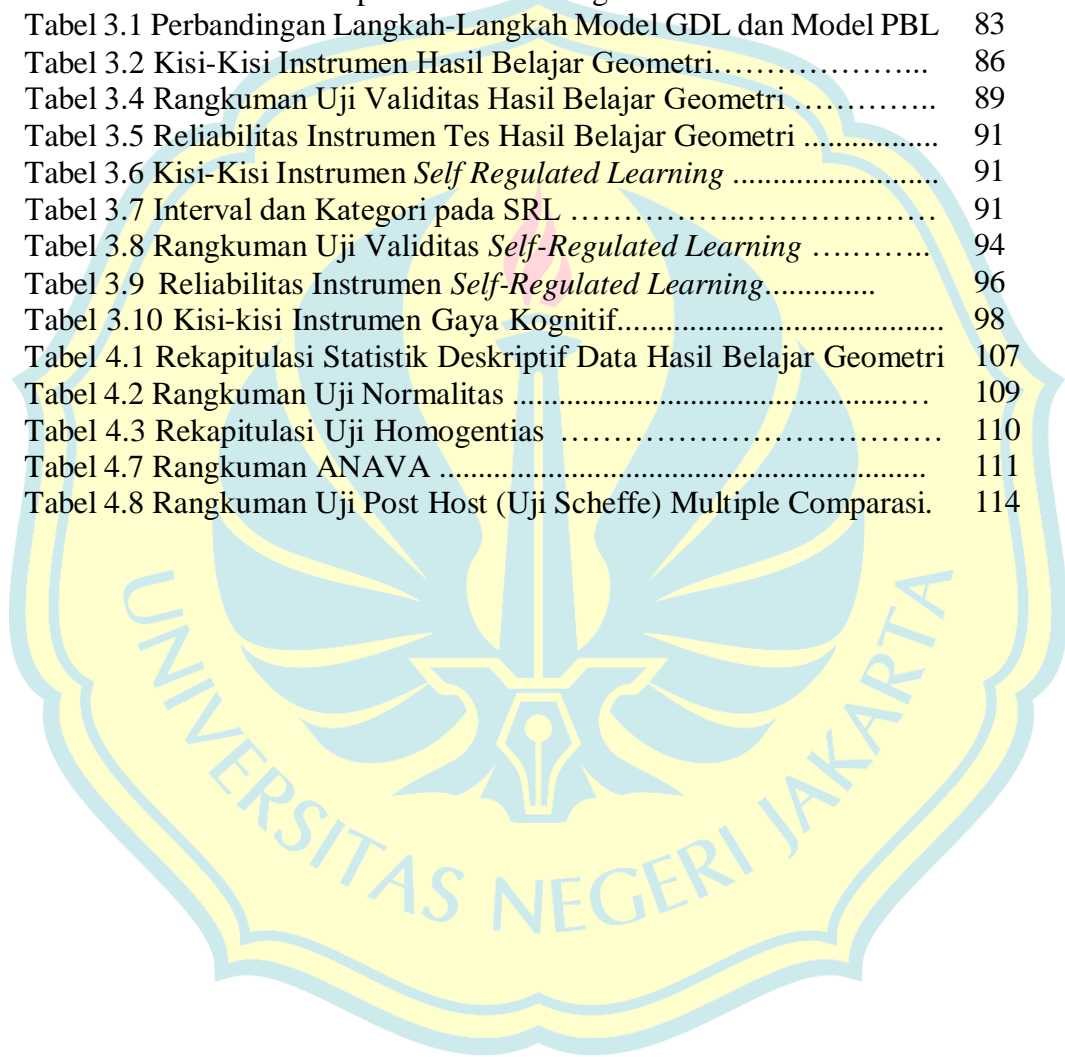 Tabel 3.1 Perbandingan Langkah-Langkah Model GDL dan Model PBL 83
Tabel 3.2 Kisi-Kisi Instrumen Hasil Belajar Geometri………………….. 86
Tabel 3.4 Rangkuman Uji Validitas Hasil Belajar Geometri ………….. 89
Tabel 3.5 Reliabilitas Instrumen Tes Hasil Belajar Geometri ................ 91
Tabel 3.6 Kisi-Kisi Instrumen Self Regulated Learning ......................... 91
Tabel 3.7 Interval dan Kategori pada SRL ……………..……………… 91
Tabel 3.8 Rangkuman Uji Validitas Self-Regulated Learning ……….. 94
Tabel 3.9 Reliabilitas Instrumen Self-Regulated Learning.............. 96
Tabel 3.10 Kisi-kisi Instrumen Gaya Kognitif...................................... 98
Tabel 4.1 Rekapitulasi Statistik Deskriptif Data Hasil Belajar Geometri 107
Tabel 4.2 Rangkuman Uji Normalitas ..............................................… 109
Tabel 4.3 Rekapitulasi Uji Homogentias ……………………………… 110
Tabel 4.7 Rangkuman ANAVA .......................................................... 111
Tabel 4.8 Rangkuman Uji Post Host (Uji Scheffe) Multiple Comparasi. 114
UNIVERSITAS NEGERI JAKARTA